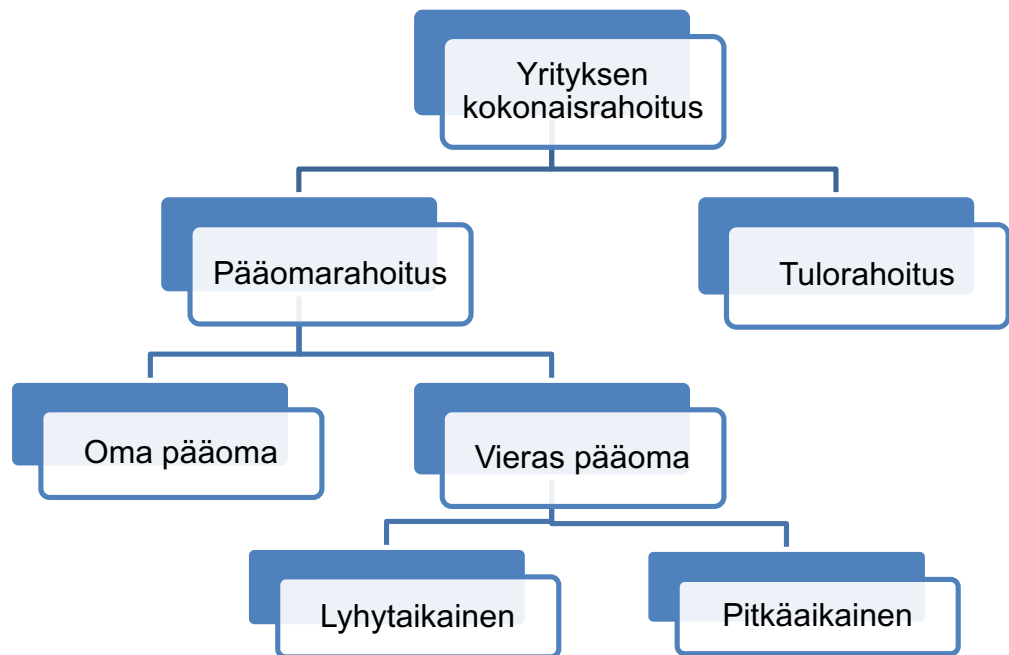 Yrityksen
kokonaisrahoitus
Pääomarahoitus
Tulorahoitus
Oma pääoma
Vieras pääoma
Lyhytaikainen
Pitkäaikainen